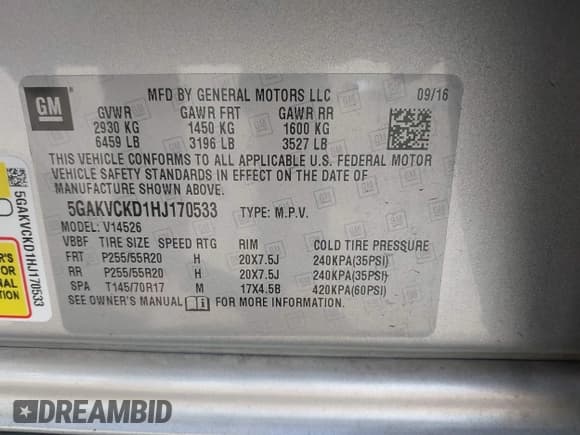 GM
MFD BY GENERAL MOTORS LLC 09/16
GVWR GAWR FRT GAWR RR
2930 KG 1450 KG 1600 KG
6459 LB 3196 LB 3527 LB
THIS VEHICLE CONFORMS TO ALL APPLICABLE U.S. FEDERAL MOTOR
VEHICLE SAFETY STANDARDS IN EFFECT ON THE DATE OF
MANUFACTURE SHOWN ABOVE.
5GAKVCKD1HJ170533 TYPE: M.P.V.
MODEL: V14526
VBBF TIRE SIZE SPEED RTG RIM COLD TIRE PRESSURE
FRT P255/55R20 H 20X7.5J 240KPA(35PSI)
RR P255/55R20 H 20X7.5J 240KPA(35PSI)
SPA T145/70R17 M 17X4.5B 420KPA(60PSI)
SEE OWNER'S MANUAL FOR MORE INFORMATION.
5GAKVCKD1HJ170533
R'S
FOR
NAL
ION
DREAMBID